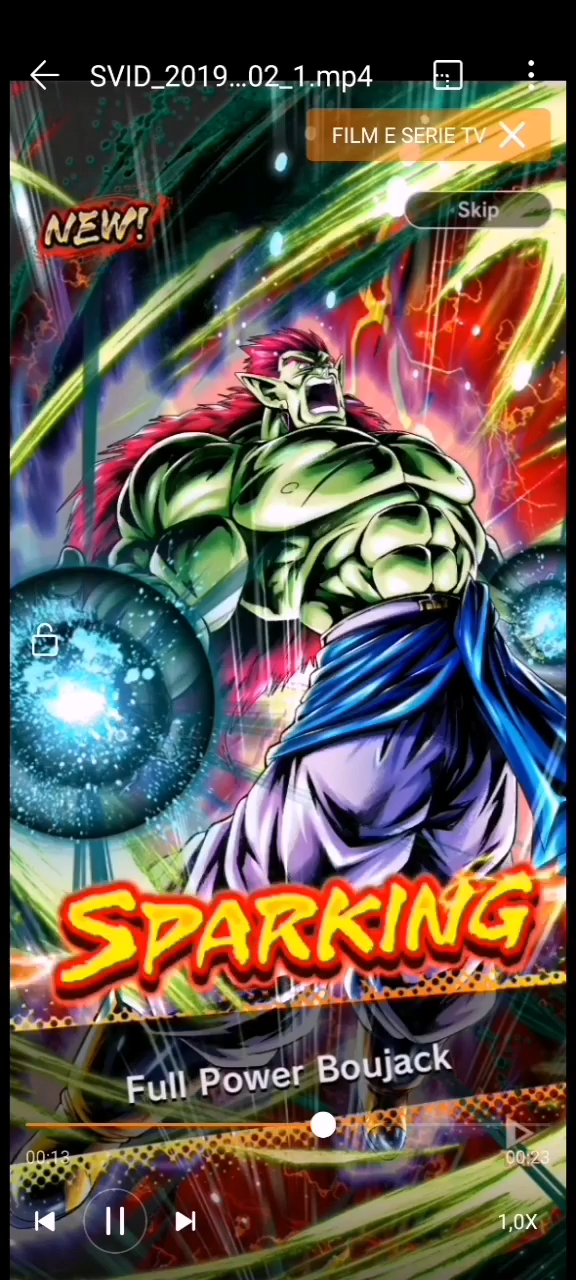 SVID_2019...02_1.mp4
FILM E SERIE TV
NEW!
Skip
SPARKING
Full Power Boujack
00:13
00:23
1,0X